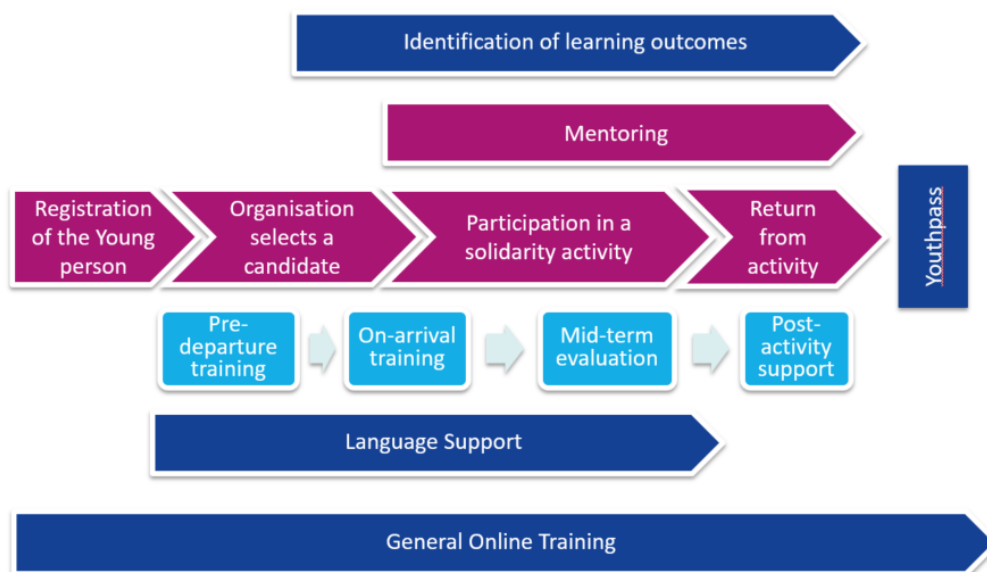 Identification of learning outcomes
Mentoring
Registration
of the Young
person
Organisation
selects a
candidate
Participation in a
solidarity activity
Return
from
activity
Youthpass
Pre-
departure
training
On-arrival
training
Mid-term
evaluation
Post-
activity
support
Language Support
General Online Training